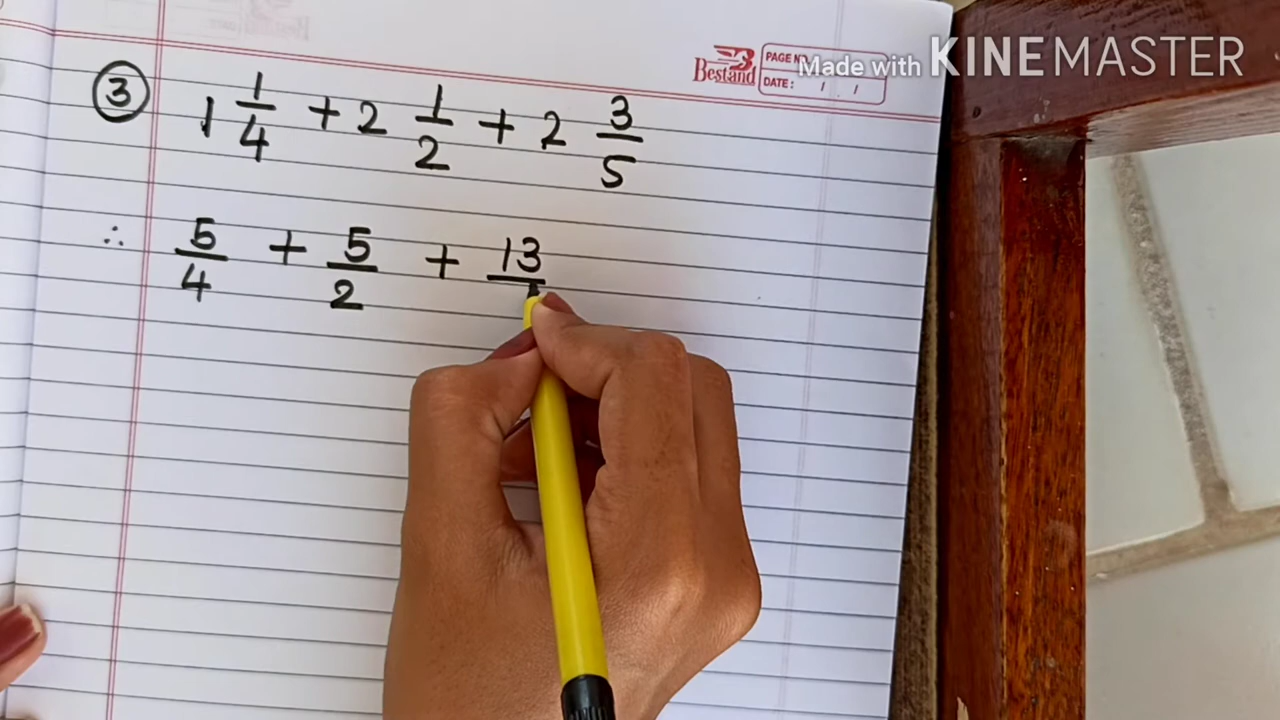 Bestand
PAGE NO
DATE: / /
Made with KINEMASTER
③ 1 1/4 + 2 1/2 + 2 3/5
∴ 5/4 + 5/2 + 13/